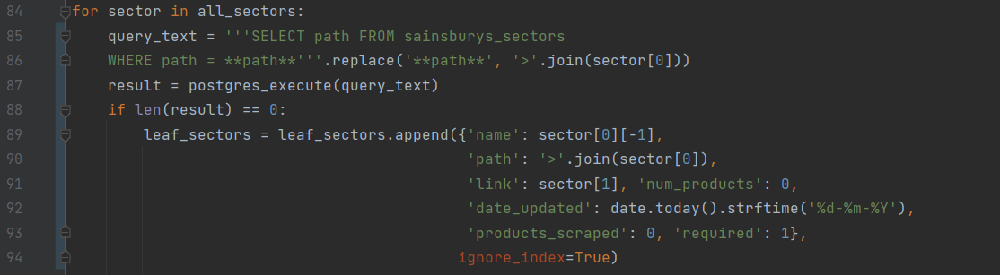 84 for sector in all_sectors:
85 query_text = '''SELECT path FROM sainsburys_sectors
86 WHERE path = **path**'''.replace('**path**', '>'.join(sector[0]))
87 result = postgres_execute(query_text)
88 if len(result) == 0:
89 leaf_sectors = leaf_sectors.append({'name': sector[0][-1],
90 'path': '>'.join(sector[0]),
91 'link': sector[1], 'num_products': 0,
92 'date_updated': date.today().strftime('%d-%m-%Y'),
93 'products_scraped': 0, 'required': 1},
94 ignore_index=True)